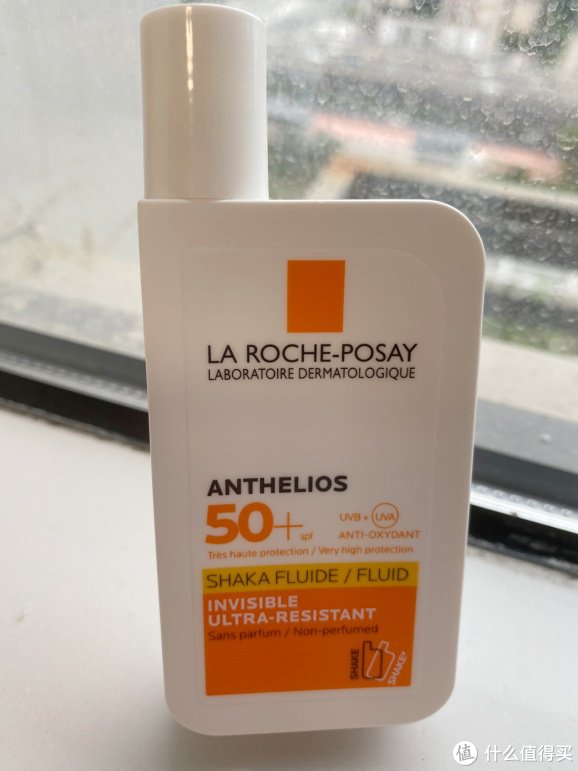 LA ROCHE-POSAY
LABORATOIRE DERMATOLOGIQUE
ANTHELIOS
50+ spf
UVB + UVA
ANTI-OXYDANT
Très haute protection / Very high protection
SHAKA FLUIDE / FLUID
INVISIBLE
ULTRA-RESISTANT
Sans parfum / Non-perfumed
SHAKE
SHAKE+
值 什么值得买